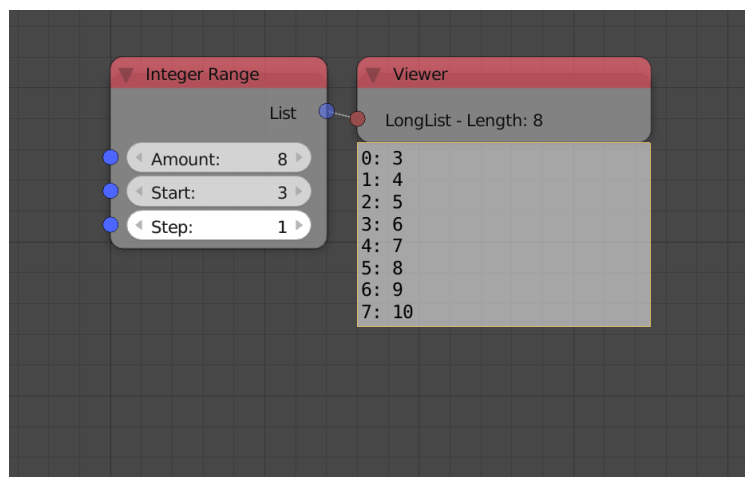 Integer Range
List
Amount: 8
Start: 3
Step: 1
Viewer
LongList - Length: 8
0: 3
1: 4
2: 5
3: 6
4: 7
5: 8
6: 9
7: 10